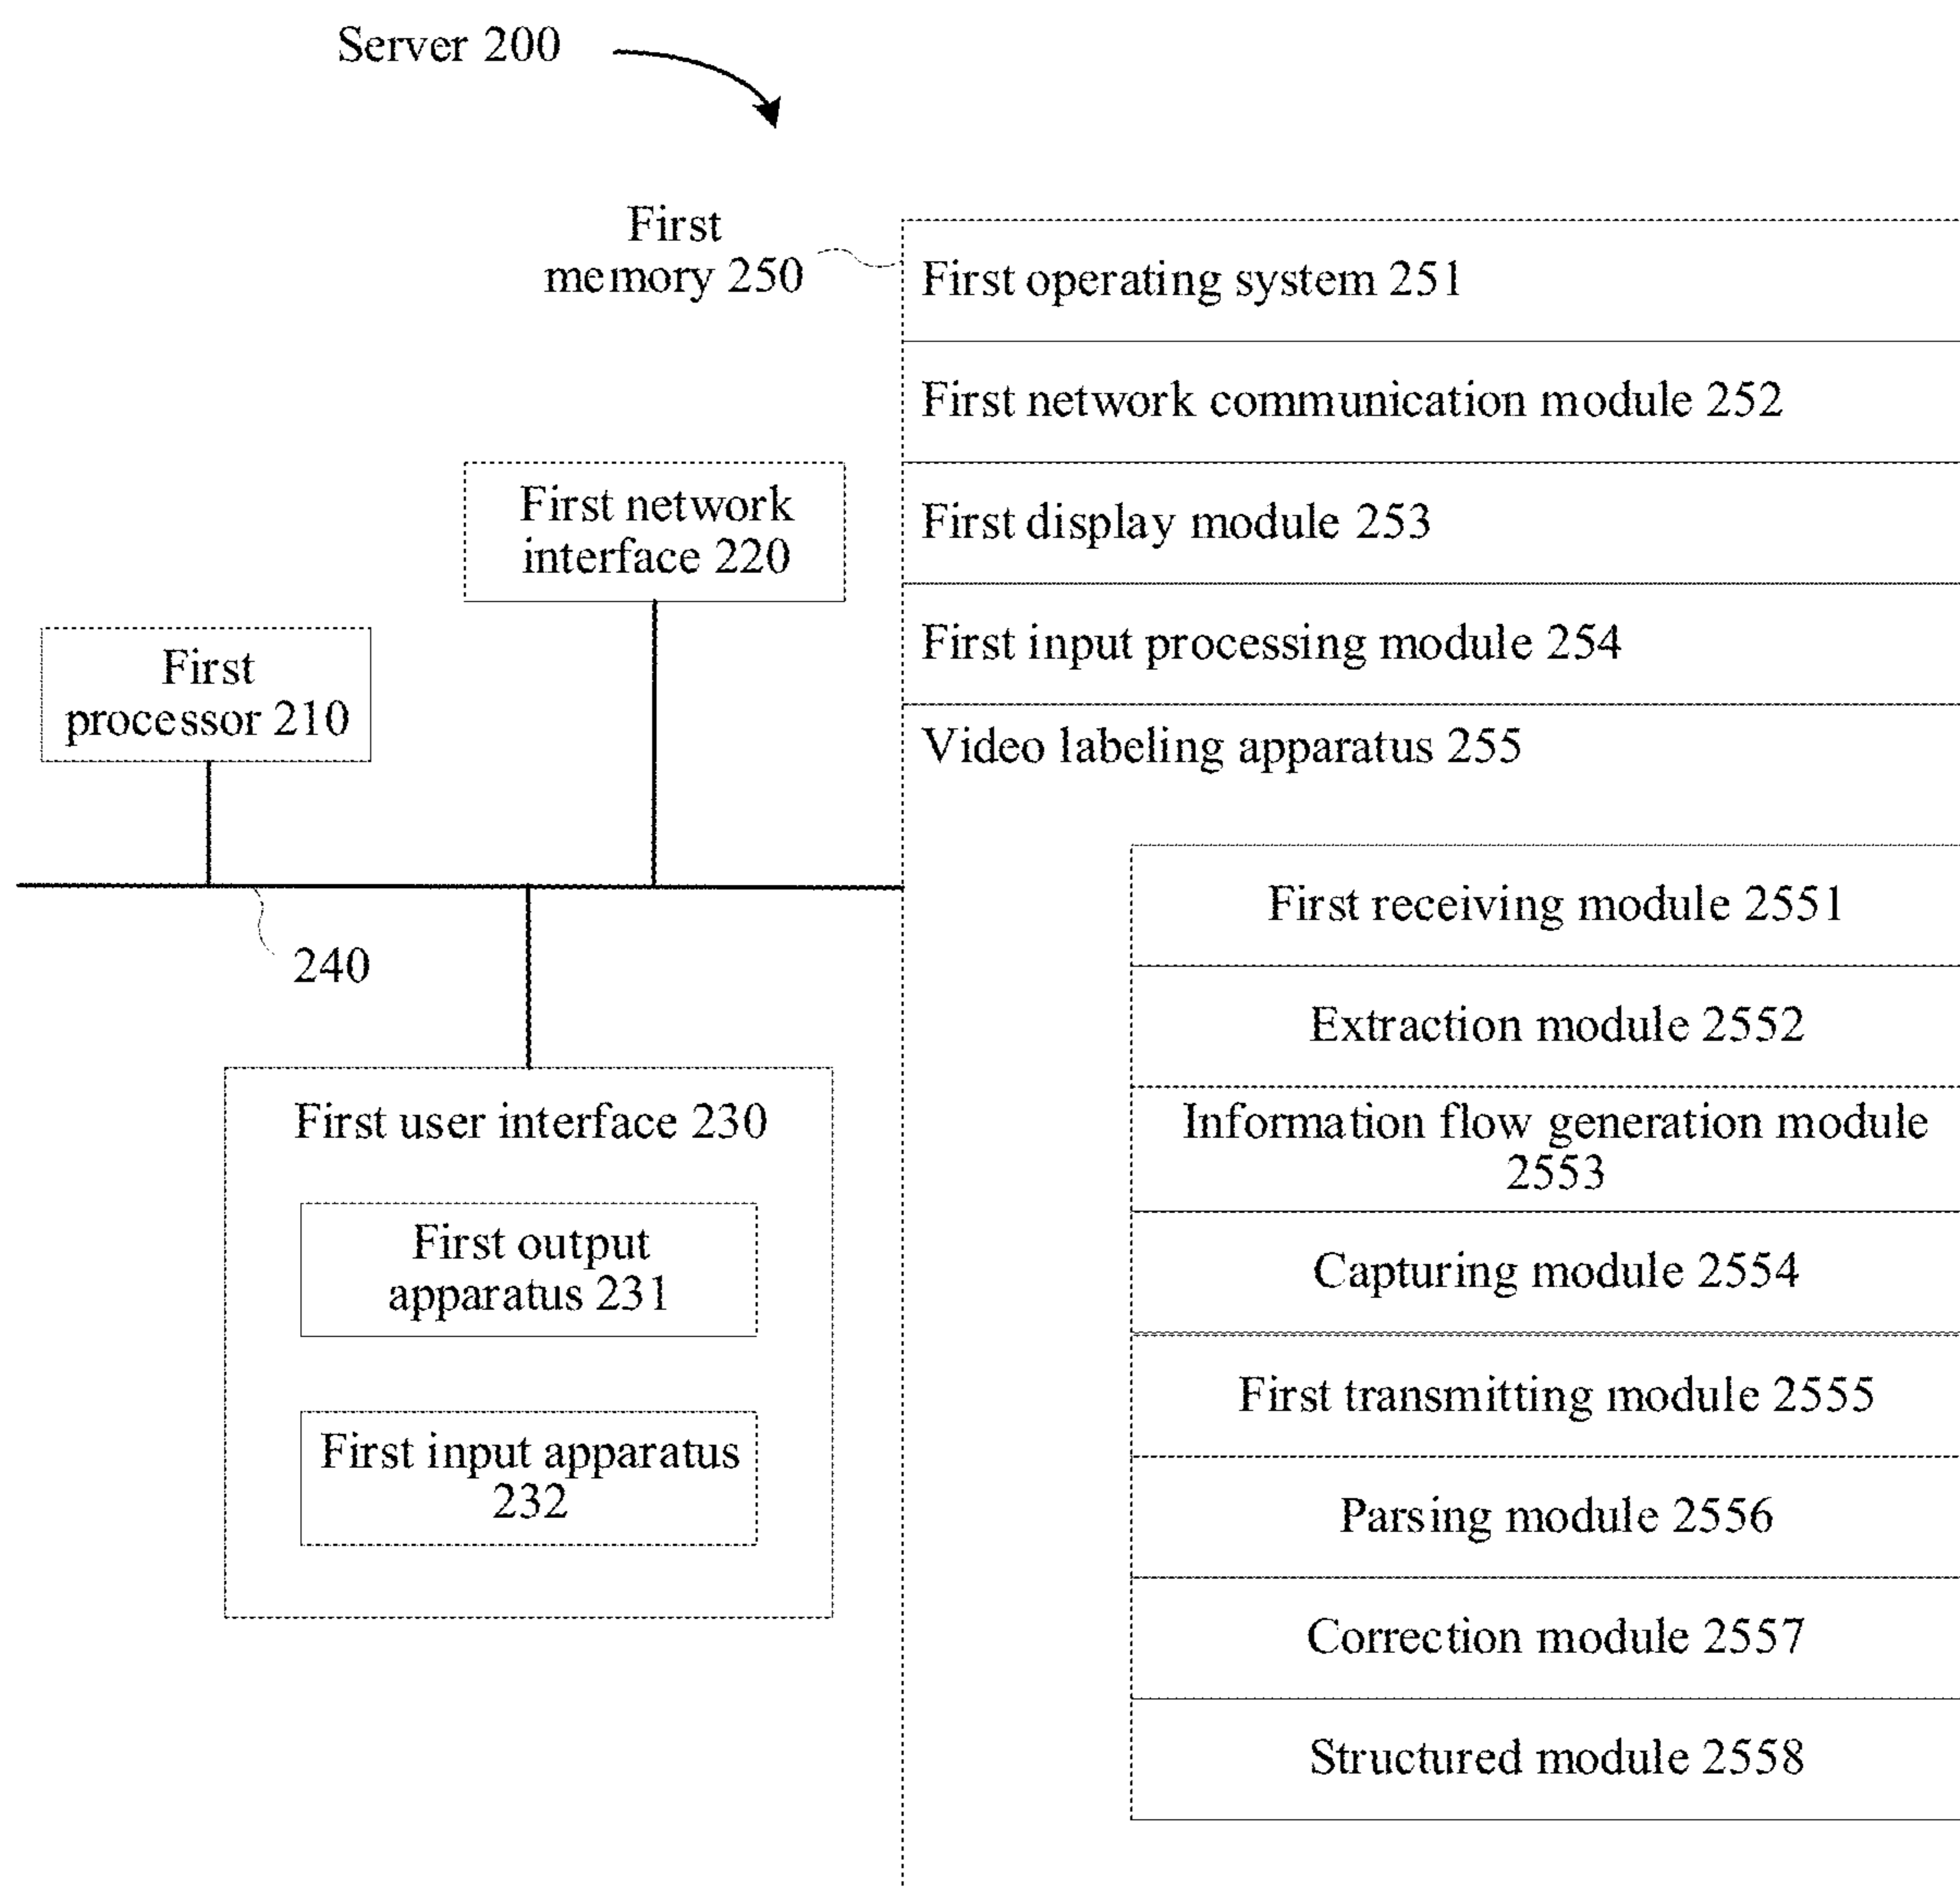 Server 200
First
memory 250
First operating system 251
First network communication module 252
First display module 253
First input processing module 254
Video labeling apparatus 255
First network
interface 220
First
processor 210
240
First user interface 230
First output
apparatus 231
First input apparatus
232
First receiving module 2551
Extraction module 2552
Information flow generation module
2553
Capturing module 2554
First transmitting module 2555
Parsing module 2556
Correction module 2557
Structured module 2558